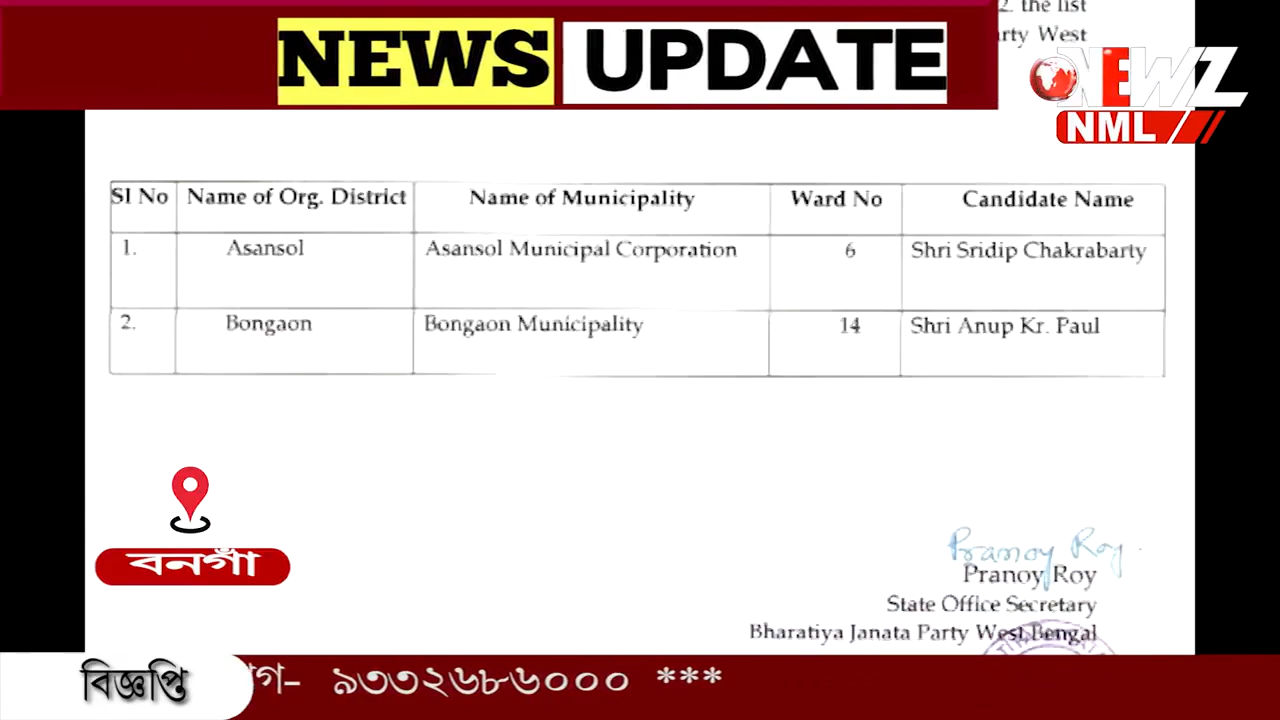 2. the list
arty West
NEWS UPDATE
NEWZ
NML
Sl No Name of Org. District Name of Municipality Ward No Candidate Name
1. Asansol Asansol Municipal Corporation 6 Shri Sridip Chakrabarty
2. Bongaon Bongaon Municipality 14 Shri Anup Kr. Paul
বনগাঁ
Pranoy Roy
Pranoy Roy
State Office Secretary
Bharatiya Janata Party West Bengal
বিজ্ঞপ্তি গ- ৯৩৩২৬৮৬০০০ ***